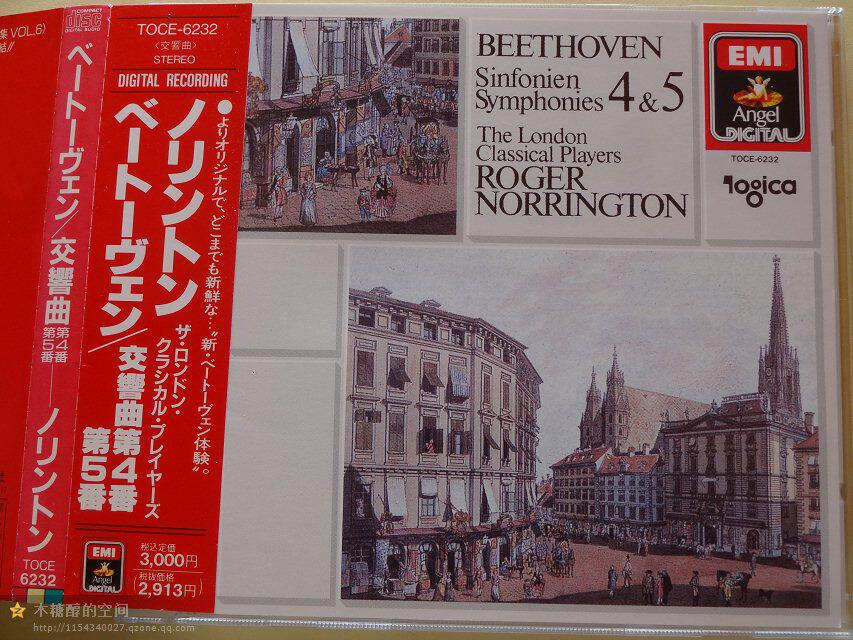 集 VOL.6)
COMPACT
disc
DIGITAL AUDIO
ベートーヴェン/交響曲 第4番 第5番 — ノリントン
TOCE
6232
TOCE-6232
〈交響曲〉
STEREO
DIGITAL RECORDING
●よりオリジナルで、どこまでも新鮮な…“新・ベートーヴェン体験”。
ノリントン
ベートーヴェン/交響曲第4番
第5番
ザ・ロンドン・
クラシカル・プレイヤーズ
EMI
Angel
DIGITAL
税込定価
3,000円
(税抜価格
2,913円)
BEETHOVEN
Sinfonien
Symphonies 4 & 5
The London
Classical Players
ROGER
NORRINGTON
EMI
Angel
DIGITAL
TOCE-6232
logica
木糖醇的空间
http://1154340027.qzone.qq.com